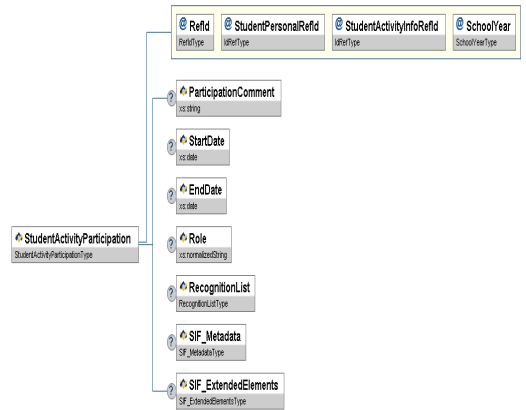 @ RefId
RefIdType
@ StudentPersonalRefId
IdRefType
@ StudentActivityInfoRefId
IdRefType
@ SchoolYear
SchoolYearType
? ParticipationComment
xs:string
? StartDate
xs:date
? EndDate
xs:date
StudentActivityParticipation
StudentActivityParticipationType
? Role
xs:normalizedString
? RecognitionList
RecognitionListType
? SIF_Metadata
SIF_MetadataType
? SIF_ExtendedElements
SIF_ExtendedElementsType